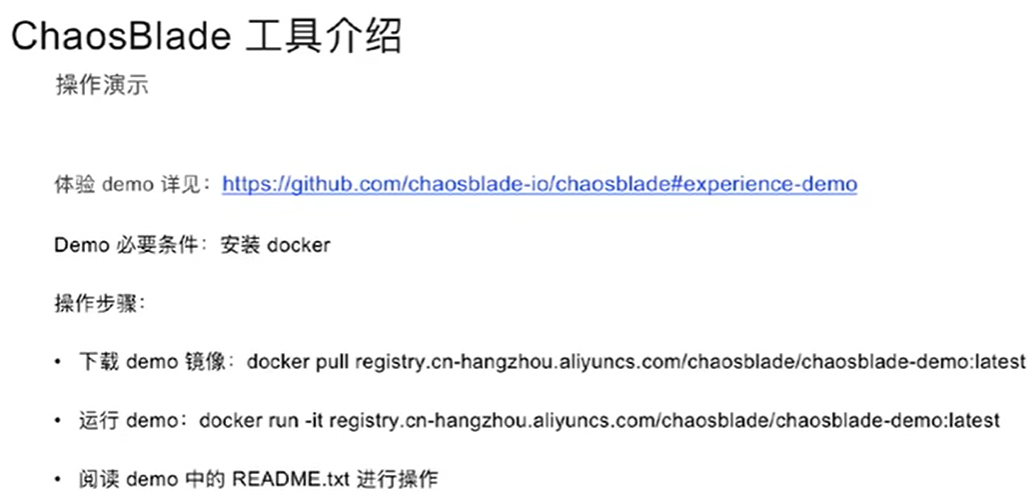 ChaosBlade 工具介绍
操作演示
体验 demo 详见：https://github.com/chaosblade-io/chaosblade#experience-demo
Demo 必要条件：安装 docker
操作步骤：
• 下载 demo 镜像：docker pull registry.cn-hangzhou.aliyuncs.com/chaosblade/chaosblade-demo:latest
• 运行 demo：docker run -it registry.cn-hangzhou.aliyuncs.com/chaosblade/chaosblade-demo:latest
• 阅读 demo 中的 README.txt 进行操作